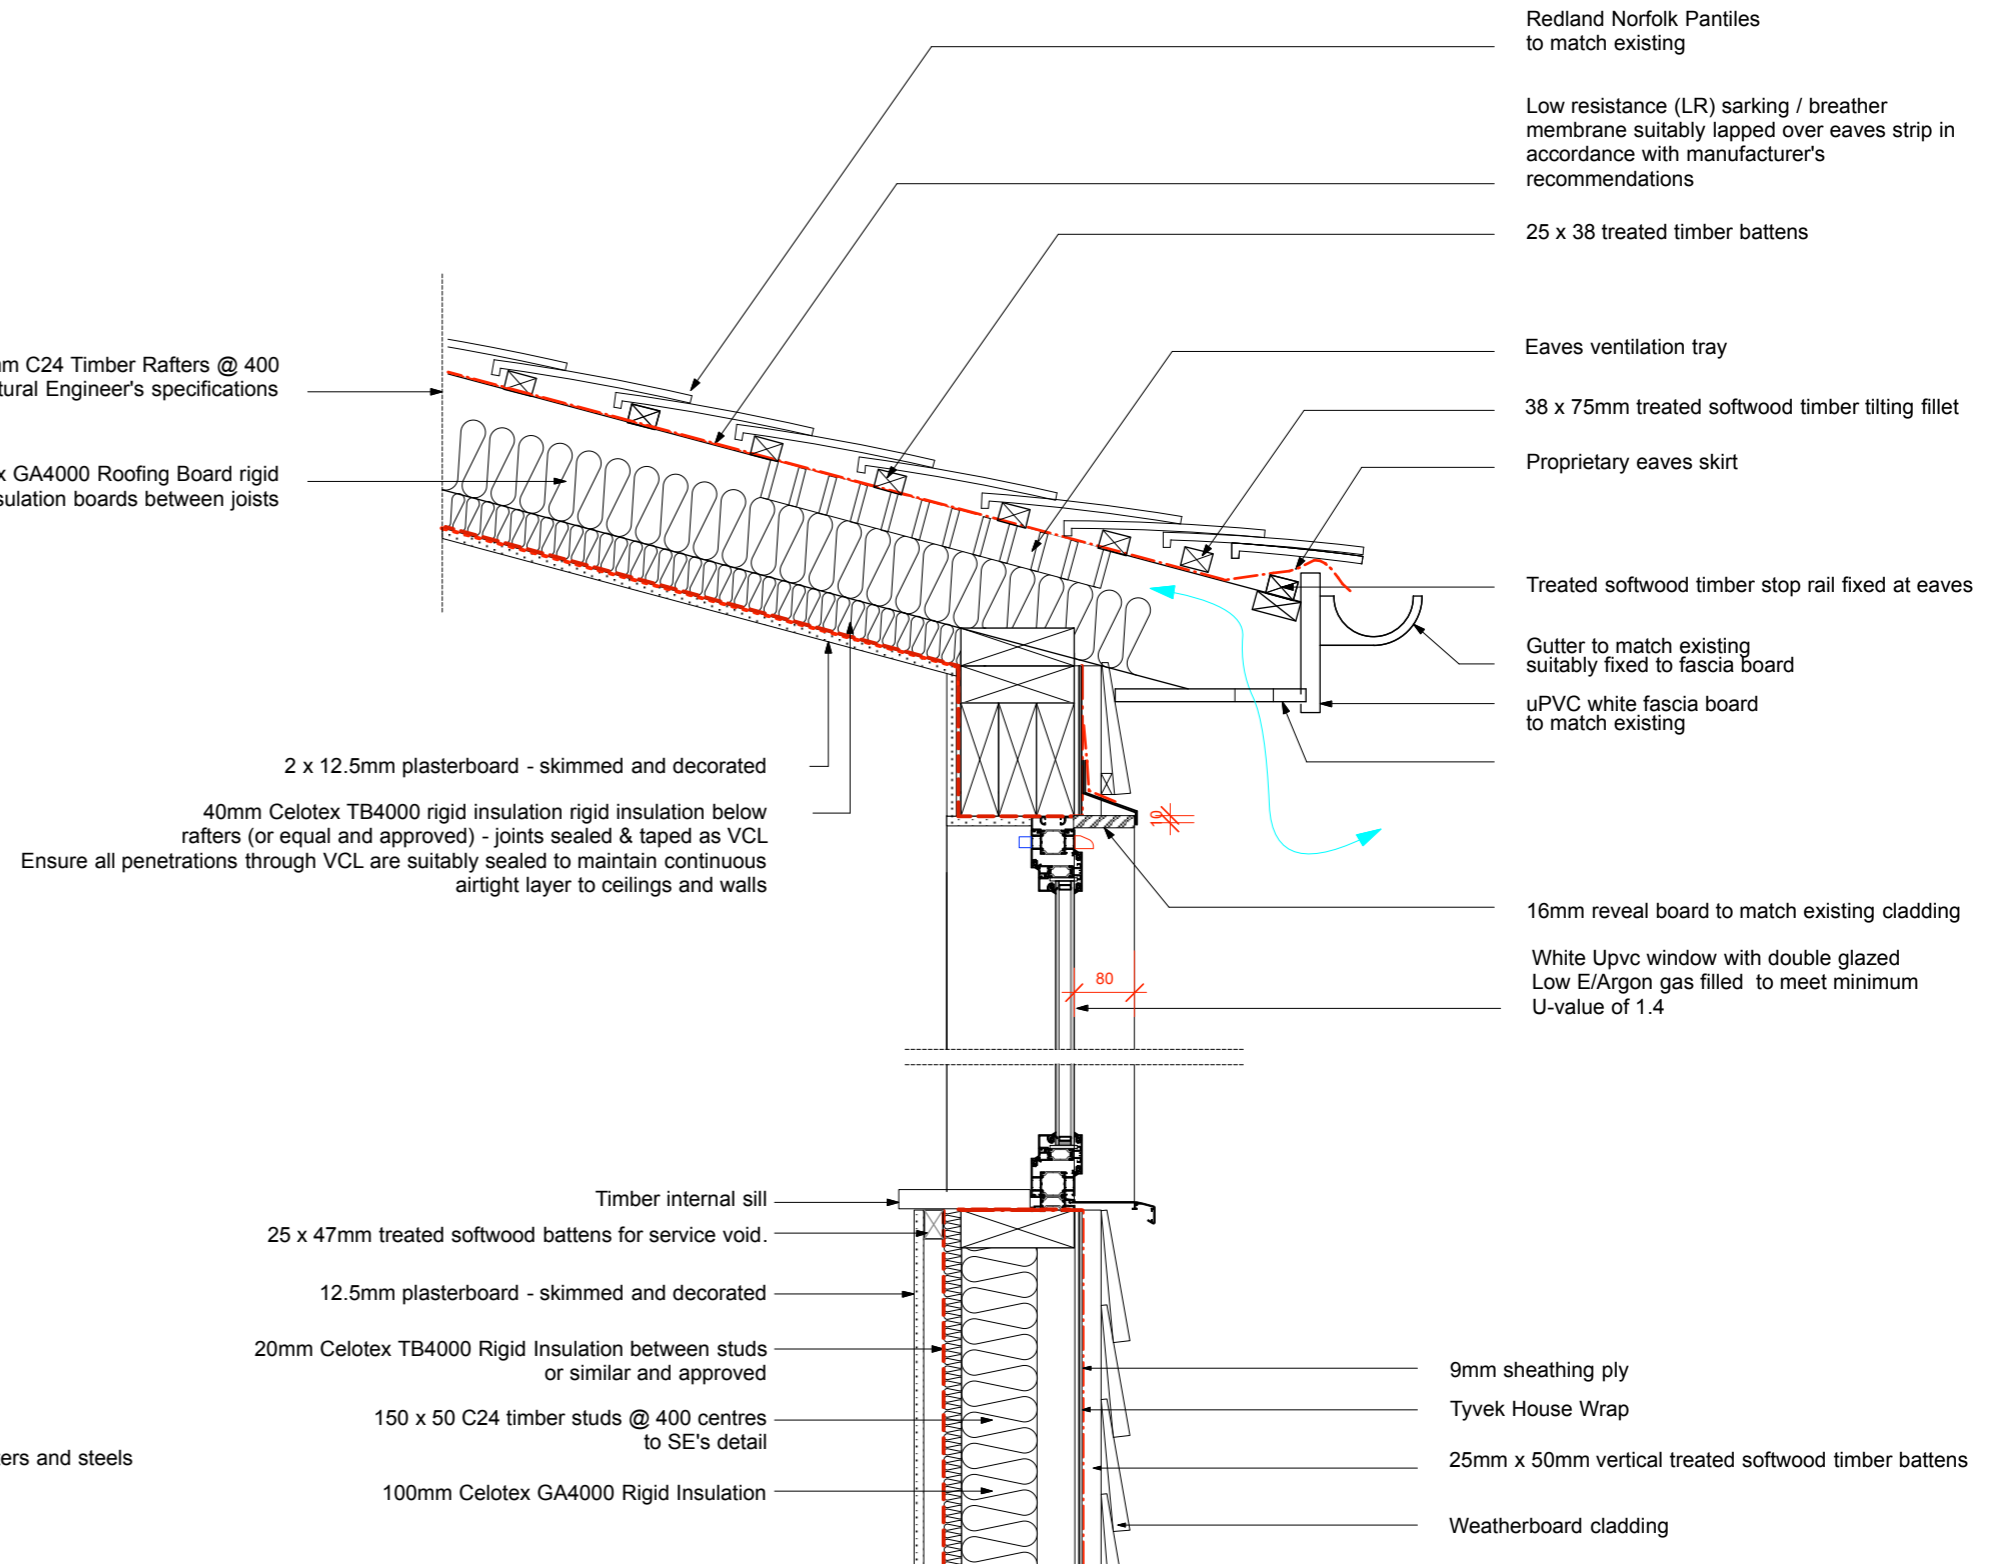 Redland Norfolk Pantiles
to match existing
Low resistance (LR) sarking / breather
membrane suitably lapped over eaves strip in
accordance with manufacturer's
recommendations
25 x 38 treated timber battens
Eaves ventilation tray
38 x 75mm treated softwood timber tilting fillet
Proprietary eaves skirt
Treated softwood timber stop rail fixed at eaves
Gutter to match existing
suitably fixed to fascia board
uPVC white fascia board
to match existing
16mm reveal board to match existing cladding
White Upvc window with double glazed
Low E/Argon gas filled to meet minimum
U-value of 1.4
9mm sheathing ply
Tyvek House Wrap
25mm x 50mm vertical treated softwood timber battens
Weatherboard cladding
C24 Timber Rafters @ 400
Engineer's specifications
GA4000 Roofing Board rigid
boards between joists
2 x 12.5mm plasterboard - skimmed and decorated
40mm Celotex TB4000 rigid insulation rigid insulation below
rafters (or equal and approved) - joints sealed & taped as VCL
Ensure all penetrations through VCL are suitably sealed to maintain continuous
airtight layer to ceilings and walls
10
80
Timber internal sill
25 x 47mm treated softwood battens for service void.
12.5mm plasterboard - skimmed and decorated
20mm Celotex TB4000 Rigid Insulation between studs
or similar and approved
150 x 50 C24 timber studs @ 400 centres
to SE's detail
and steels
100mm Celotex GA4000 Rigid Insulation